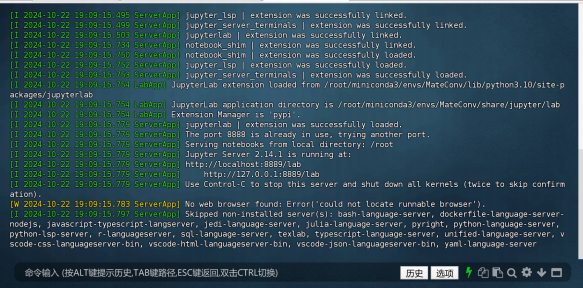 [I 2024-10-22 19:09:15.495 ServerApp] jupyter_lsp | extension was successfully linked.
[I 2024-10-22 19:09:15.499 ServerApp] jupyter_server_terminals | extension was successfully linked.
[I 2024-10-22 19:09:15.503 ServerApp] jupyterlab | extension was successfully linked.
[I 2024-10-22 19:09:15.734 ServerApp] notebook_shim | extension was successfully linked.
[I 2024-10-22 19:09:15.750 ServerApp] notebook_shim | extension was successfully loaded.
[I 2024-10-22 19:09:15.752 ServerApp] jupyter_lsp | extension was successfully loaded.
[I 2024-10-22 19:09:15.753 ServerApp] jupyter_server_terminals | extension was successfully loaded.
[I 2024-10-22 19:09:15.754 LabApp] JupyterLab extension loaded from /root/miniconda3/envs/MateConv/lib/python3.10/site-p
ackages/jupyterlab
[I 2024-10-22 19:09:15.754 LabApp] JupyterLab application directory is /root/miniconda3/envs/MateConv/share/jupyter/lab
[I 2024-10-22 19:09:15.754 LabApp] Extension Manager is 'pypi'.
[I 2024-10-22 19:09:15.779 ServerApp] jupyterlab | extension was successfully loaded.
[I 2024-10-22 19:09:15.779 ServerApp] The port 8888 is already in use, trying another port.
[I 2024-10-22 19:09:15.779 ServerApp] Serving notebooks from local directory: /root
[I 2024-10-22 19:09:15.779 ServerApp] Jupyter Server 2.14.1 is running at:
[I 2024-10-22 19:09:15.779 ServerApp] http://localhost:8889/lab
[I 2024-10-22 19:09:15.779 ServerApp]     http://127.0.0.1:8889/lab
[I 2024-10-22 19:09:15.779 ServerApp] Use Control-C to stop this server and shut down all kernels (twice to skip confirm
ation).
[W 2024-10-22 19:09:15.783 ServerApp] No web browser found: Error('could not locate runnable browser').
[I 2024-10-22 19:09:15.797 ServerApp] Skipped non-installed server(s): bash-language-server, dockerfile-language-server-
nodejs, javascript-typescript-langserver, jedi-language-server, julia-language-server, pyright, python-language-server,
python-lsp-server, r-languageserver, sql-language-server, texlab, typescript-language-server, unified-language-server, v
scode-css-languageserver-bin, vscode-html-languageserver-bin, vscode-json-languageserver-bin, yaml-language-server
命令输入 (按ALT键提示历史,TAB键路径,ESC键返回,双击CTRL切换) 历史 选项